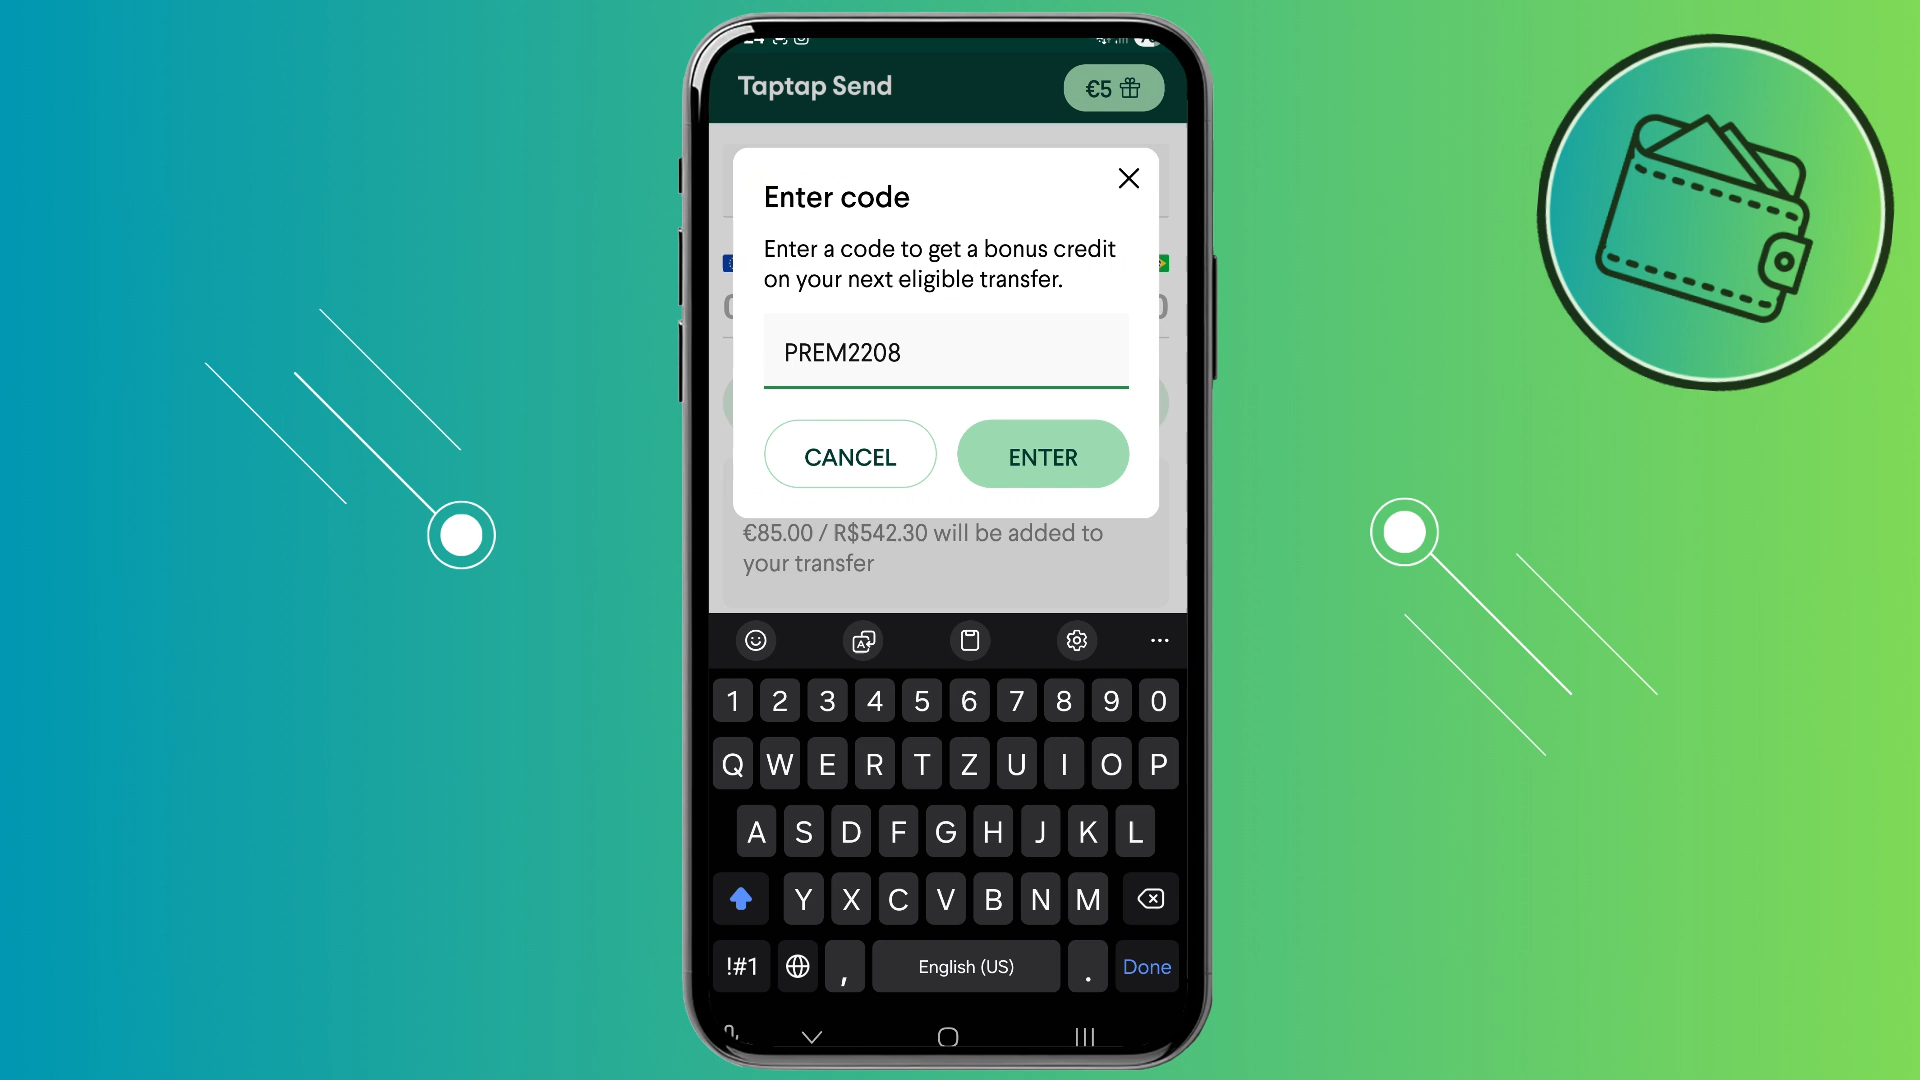 Taptap Send
€5
Enter code
Enter a code to get a bonus credit
on your next eligible transfer.
PREM2208
CANCEL
ENTER
€85.00 / R$542.30 will be added to
your transfer
1 2 3 4 5 6 7 8 9 0
Q W E R T Z U I O P
A S D F G H J K L
Y X C V B N M
!#1 , English (US) . Done